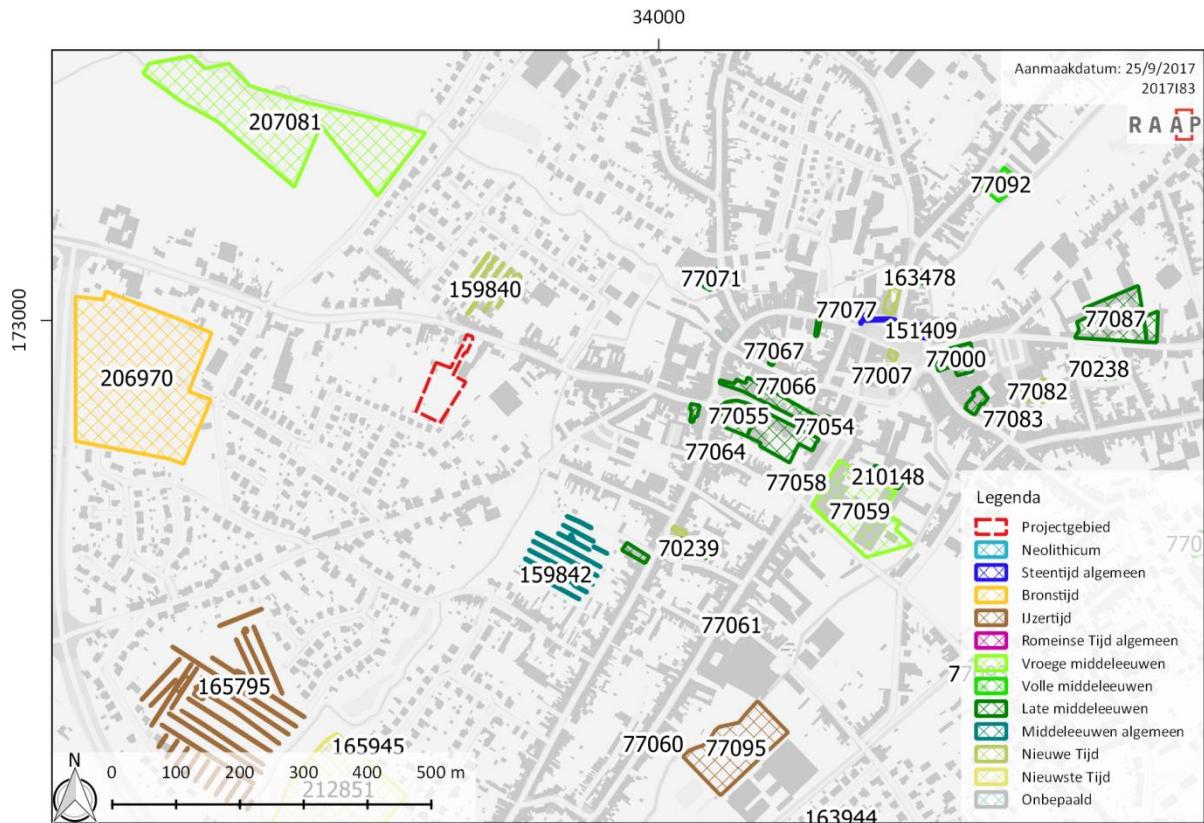 34000
Aanmaakdatum: 25/9/2017
2017I83
RAAP
207081
77092
77071
163478
159840
173000
77077
77087
151409
77067
77000
70238
206970
77066
77007
77082
77055
77054
77083
77064
77058
210148
77059
70239
159842
77061
165795
165945
77060
77095
212851
163944
Legenda
Projectgebied
Neolithicum
Steentijd algemeen
Bronstijd
IJzertijd
Romeinse Tijd algemeen
Vroege middeleeuwen
Volle middeleeuwen
Late middeleeuwen
Middeleeuwen algemeen
Nieuwe Tijd
Nieuwste Tijd
Onbepaald
N
0 100 200 300 400 500 m